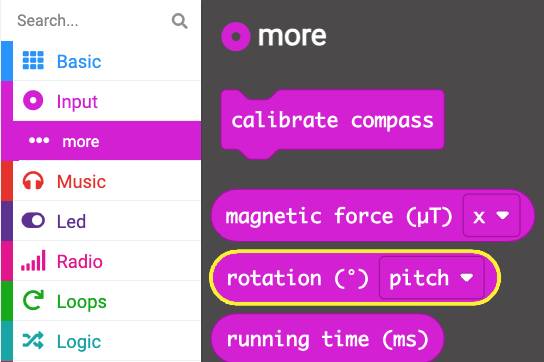 Search...
Basic
Input
more
Music
Led
Radio
Loops
Logic
more
calibrate compass
magnetic force (µT) x
rotation (°) pitch
running time (ms)